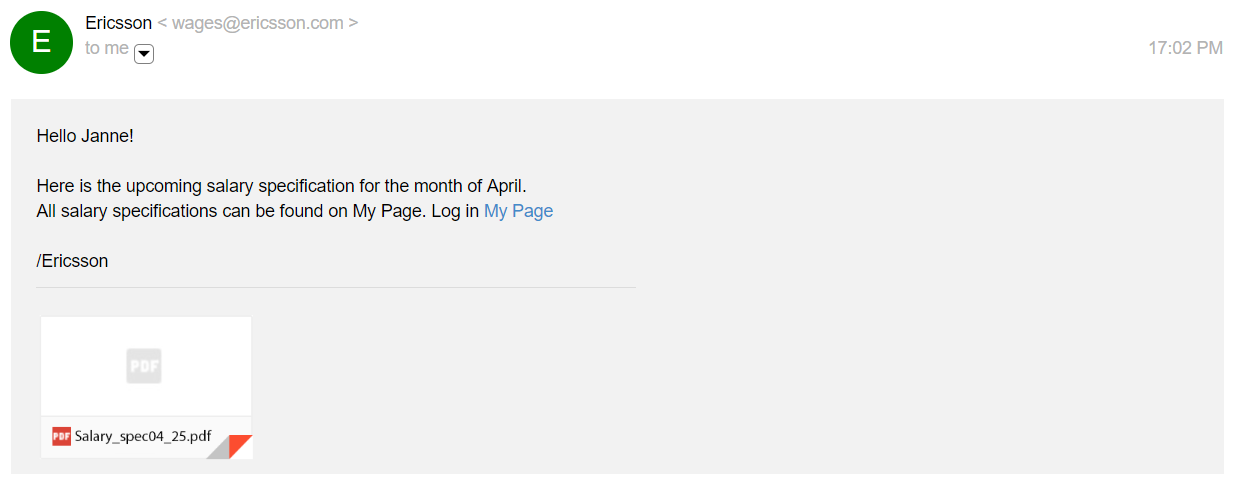 E
Ericsson < wages@ericsson.com >
to me
17:02 PM
Hello Janne!
Here is the upcoming salary specification for the month of April.
All salary specifications can be found on My Page. Log in My Page
/Ericsson
PDF
PDF Salary_spec04_25.pdf